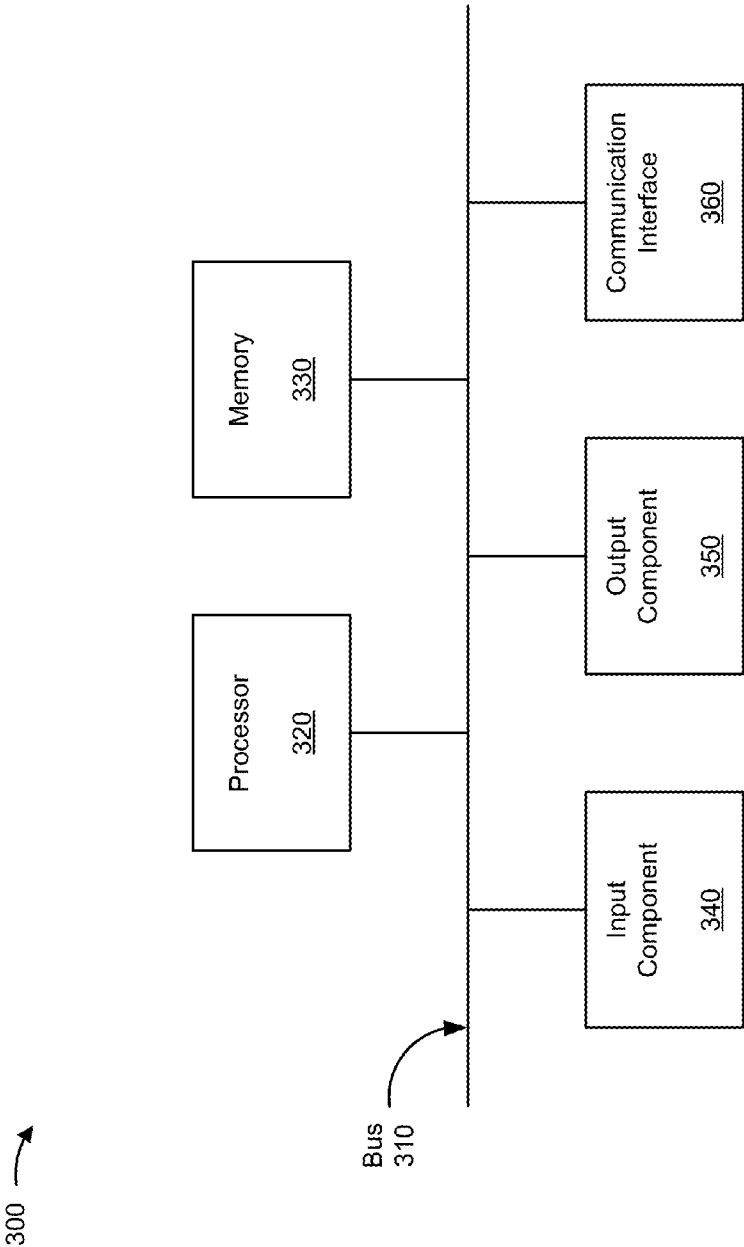 300
Bus
310
Processor
320
Memory
330
Input
Component
340
Output
Component
350
Communication
Interface
360